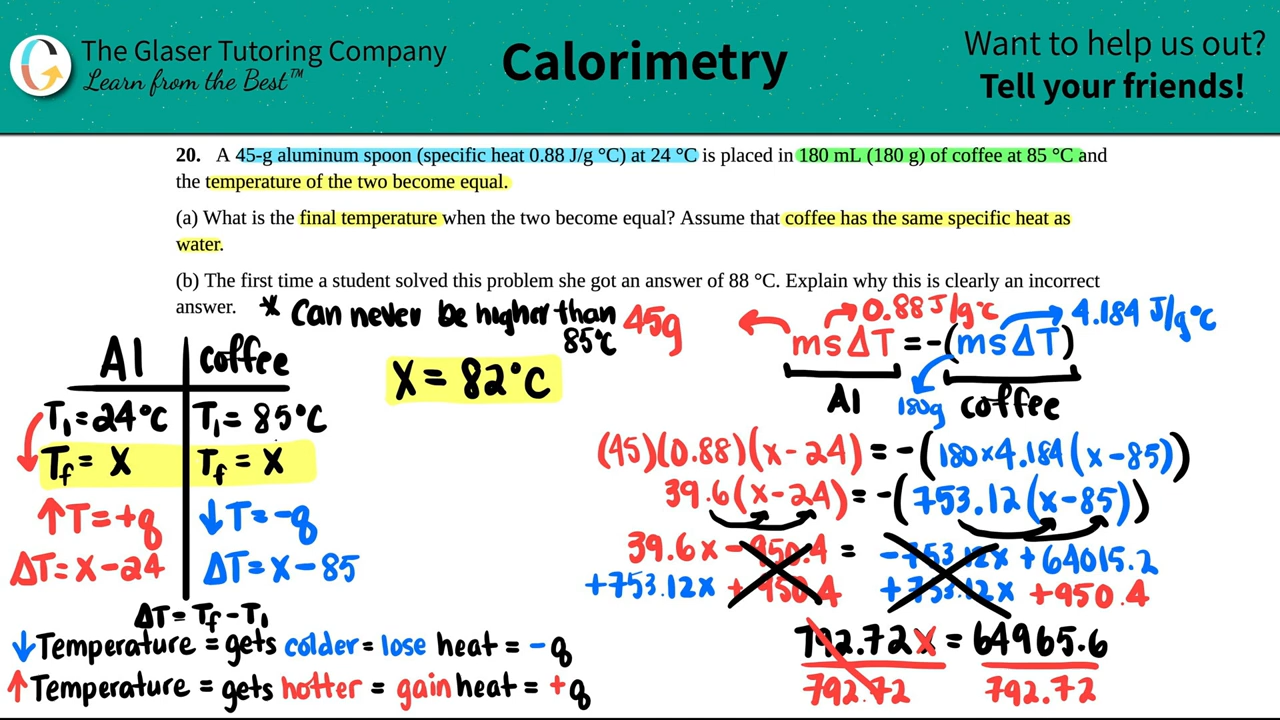 The Glaser Tutoring Company
Learn from the Best™
Calorimetry
Want to help us out?
Tell your friends!
20. A 45-g aluminum spoon (specific heat 0.88 J/g °C) at 24 °C is placed in 180 mL (180 g) of coffee at 85 °C and
the temperature of the two become equal.
(a) What is the final temperature when the two become equal? Assume that coffee has the same specific heat as
water.
(b) The first time a student solved this problem she got an answer of 88 °C. Explain why this is clearly an incorrect
answer.
* Can never be higher than
85°C
Al
coffee
T₁ = 24°C
T₁ = 85°C
Tf = X
Tf = X
↑T = +q
↓T = -q
ΔT = X - 24
ΔT = X - 85
ΔT = Tf - T₁
↓Temperature = gets colder = lose heat = - q
↑Temperature = gets hotter = gain heat = + q
X = 82°C
45g
0.88 J/g°C
4.184 J/g°C
msΔT = -(msΔT)
Al
180g
coffee
(45)(0.88)(x - 24) = -(180 × 4.184 (x - 85))
39.6 (x - 24) = -(753.12 (x - 85))
39.6x - 950.4 = -753.12x + 64015.2
+753.12x + 950.4 +753.12x +950.4
792.72x = 64965.6
792.72 792.72